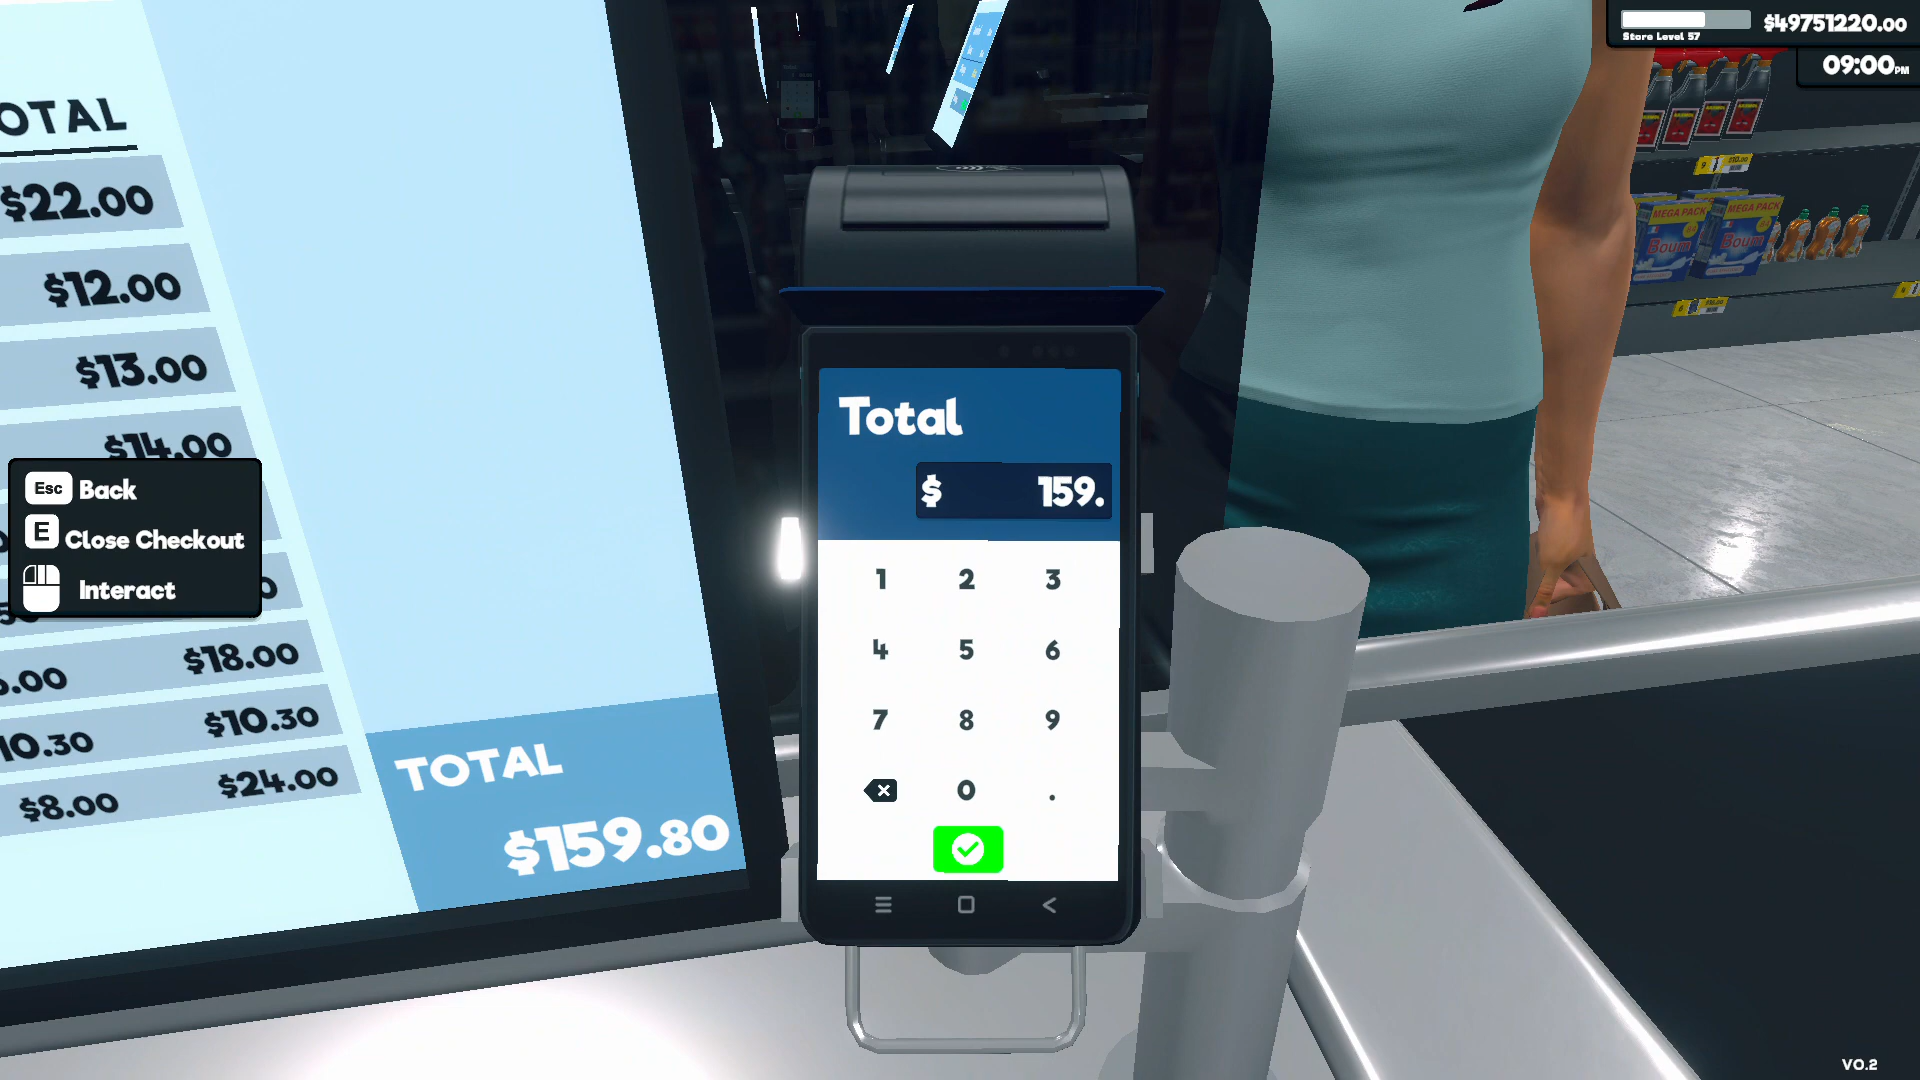 $49751220.00
Store Level 57
09:00PM
OTAL
$22.00
$12.00
$13.00
$14.00
Esc Back
E Close Checkout
Interact
$18.00
10.30 $10.30
$8.00 $24.00
TOTAL
$159.80
Total
$ 159.
1 2 3
4 5 6
7 8 9
0 .
MEGA PACK
Boum
MEGA PACK
Boum
V0.2